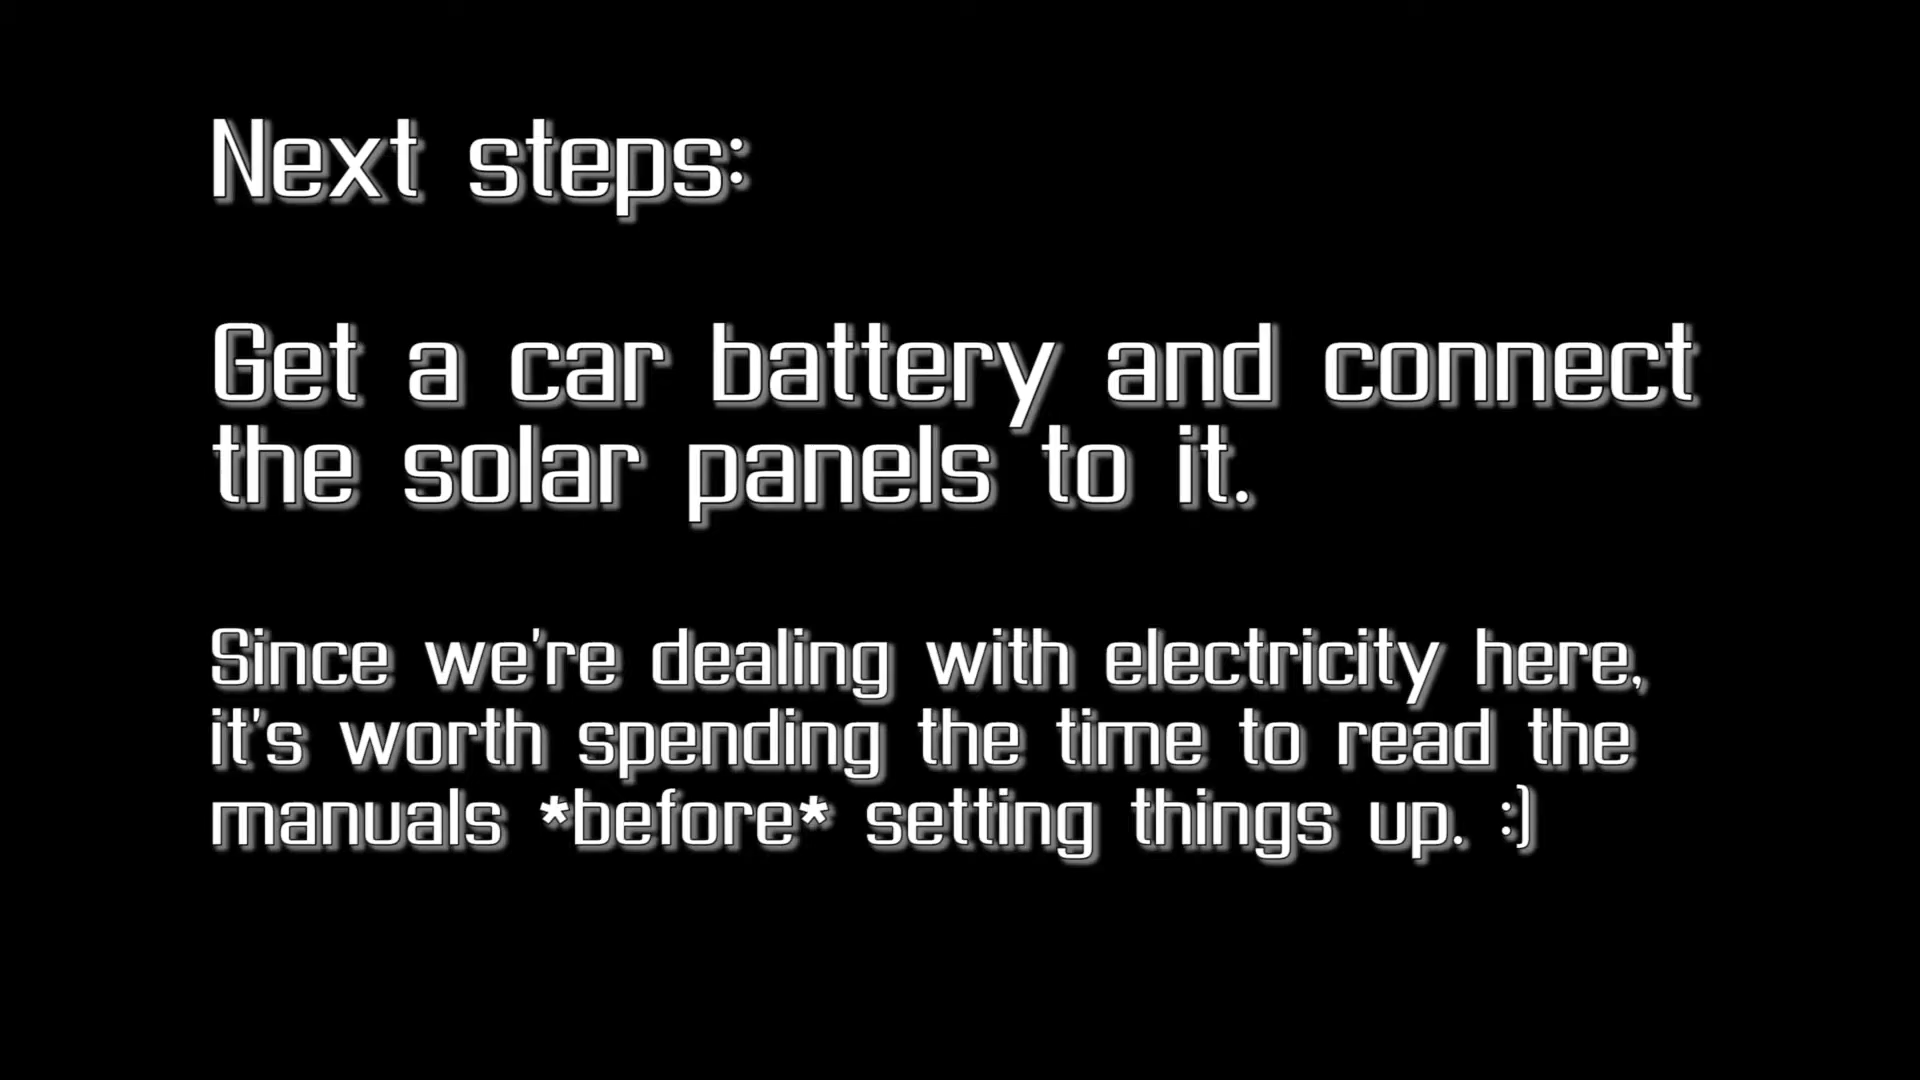 Next steps:
Get a car battery and connect
the solar panels to it.
Since we're dealing with electricity here,
it's worth spending the time to read the
manuals *before* setting things up. :)